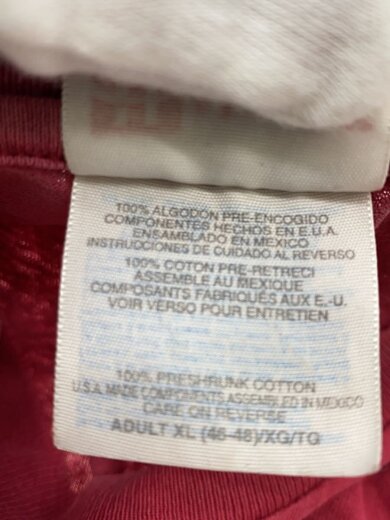 100% ALGODON PRE-ENCOGIDO
COMPONENTES HECHOS EN E.U.A.
ENSAMBLADO EN MEXICO
INSTRUCCIONES DE CUIDADO AL REVERSO
100% COTON PRE-RETRECI
ASSEMBLE AU MEXIQUE
COMPOSANTS FABRIQUÉS AUX E.-U.
VOIR VERSO POUR ENTRETIEN
100% PRESHRUNK COTTON
U.S.A. MADE COMPONENTS ASSEMBLED IN MEXICO
CARE ON REVERSE
ADULT XL (46-48)/XG/TG